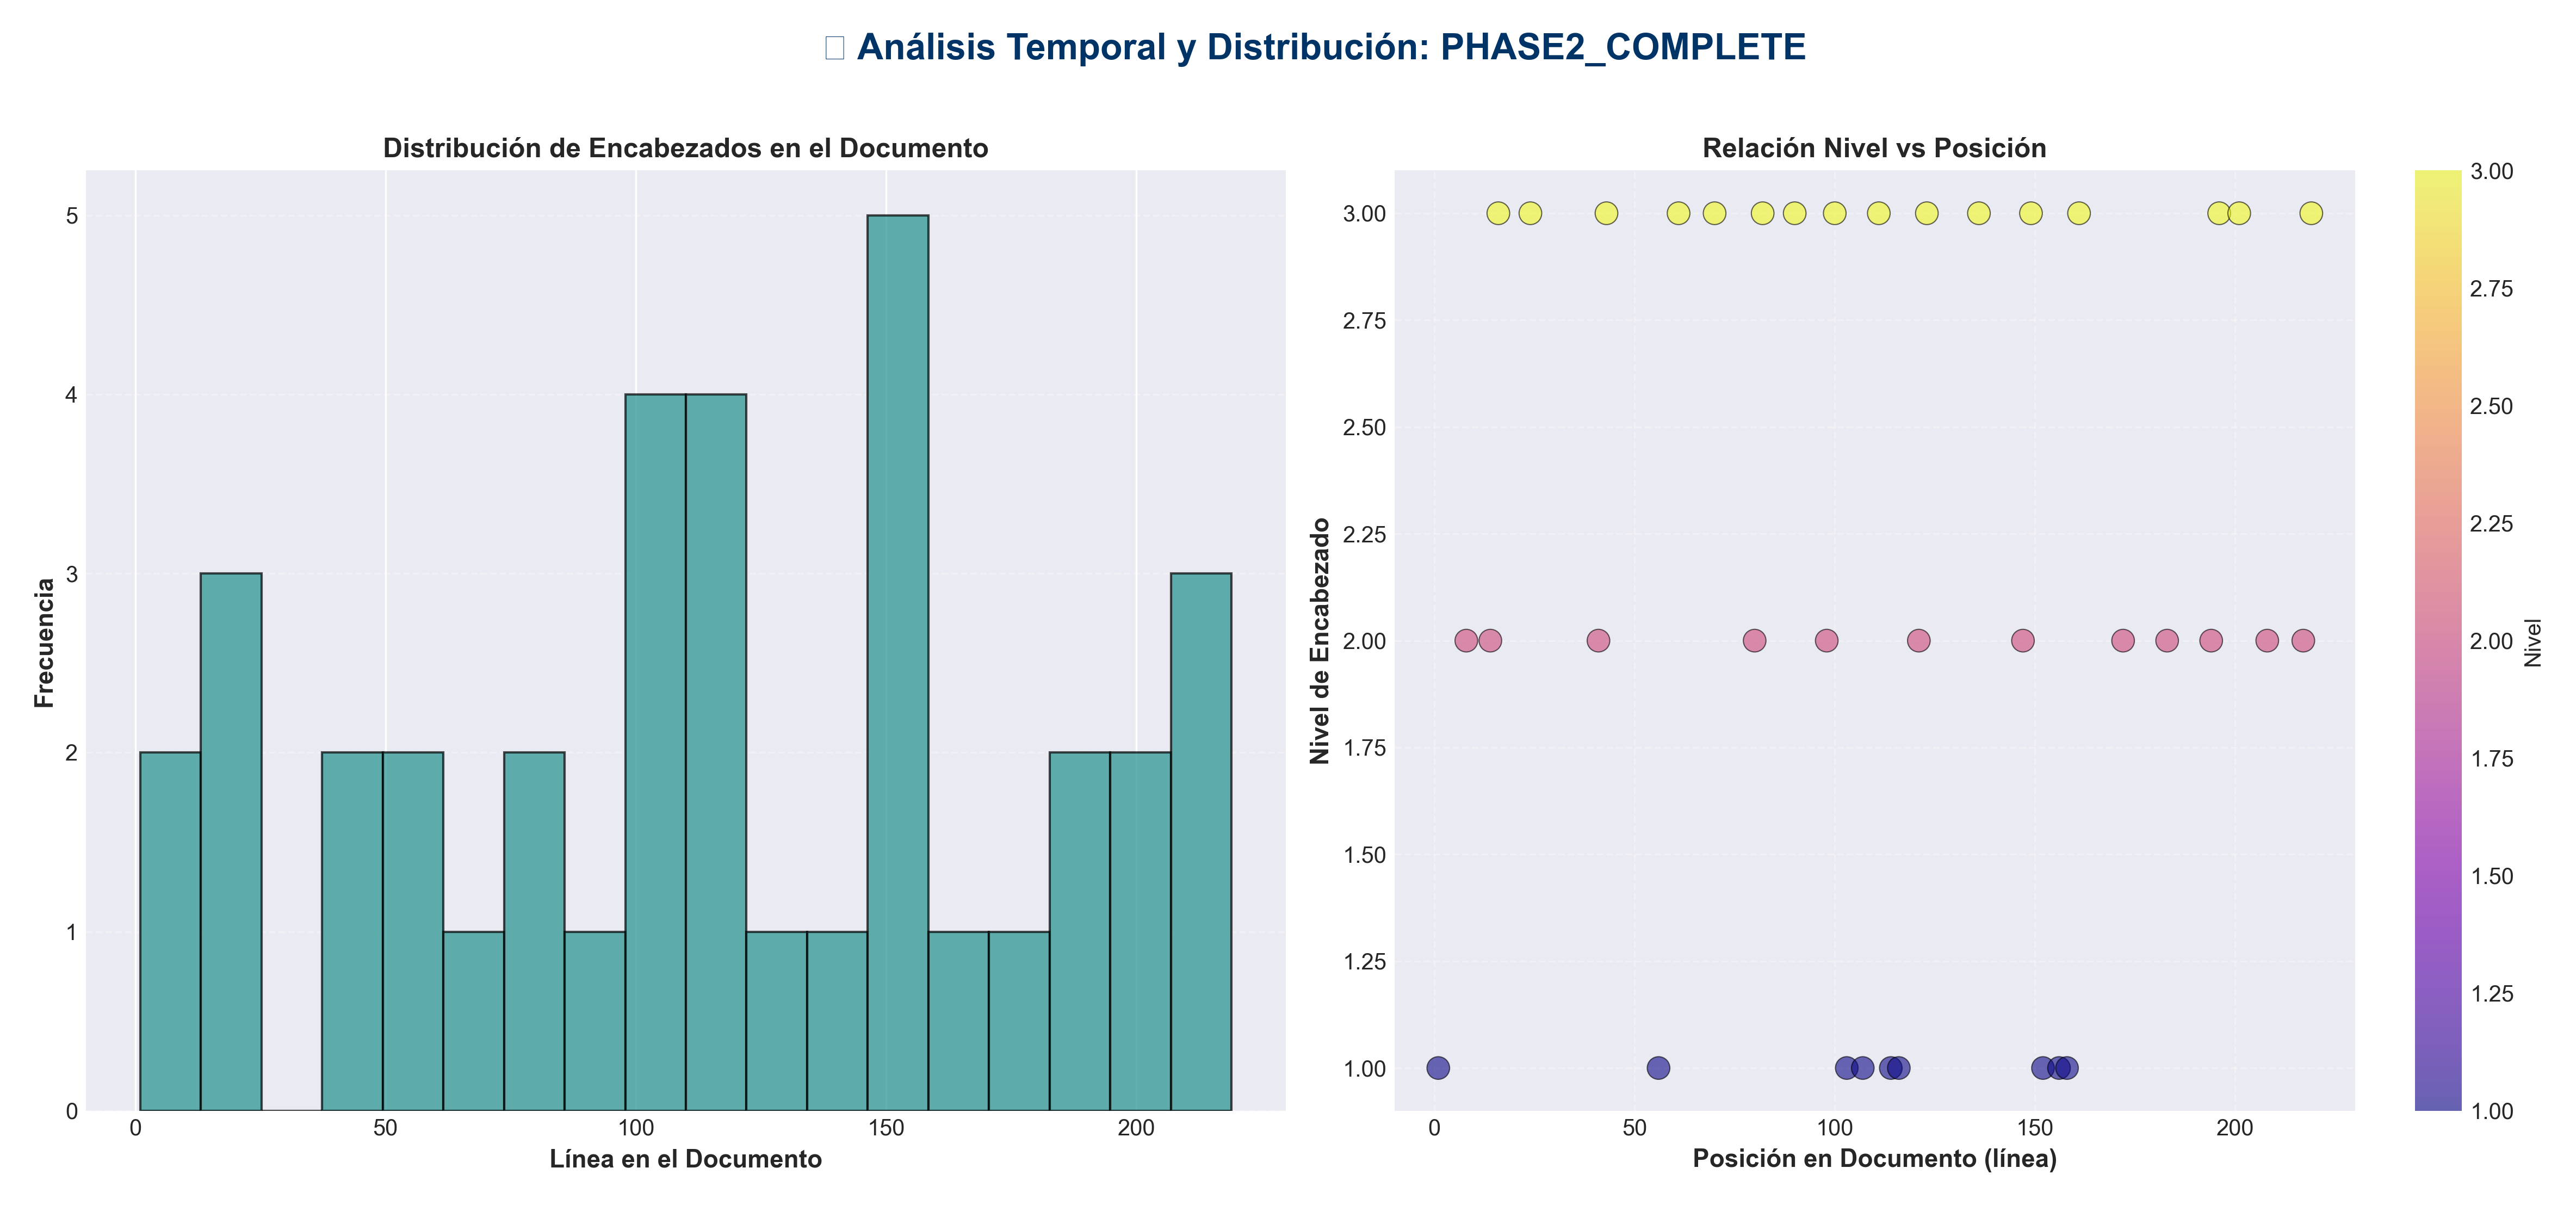 Análisis Temporal y Distribución: PHASE2_COMPLETE
Distribución de Encabezados en el Documento
Frecuencia
5
4
3
2
1
0
0 50 100 150 200
Línea en el Documento
Relación Nivel vs Posición
Nivel de Encabezado
3.00
2.75
2.50
2.25
2.00
1.75
1.50
1.25
1.00
0 50 100 150 200
Posición en Documento (línea)
3.00
2.75
2.50
2.25
2.00
1.75
1.50
1.25
1.00
Nivel